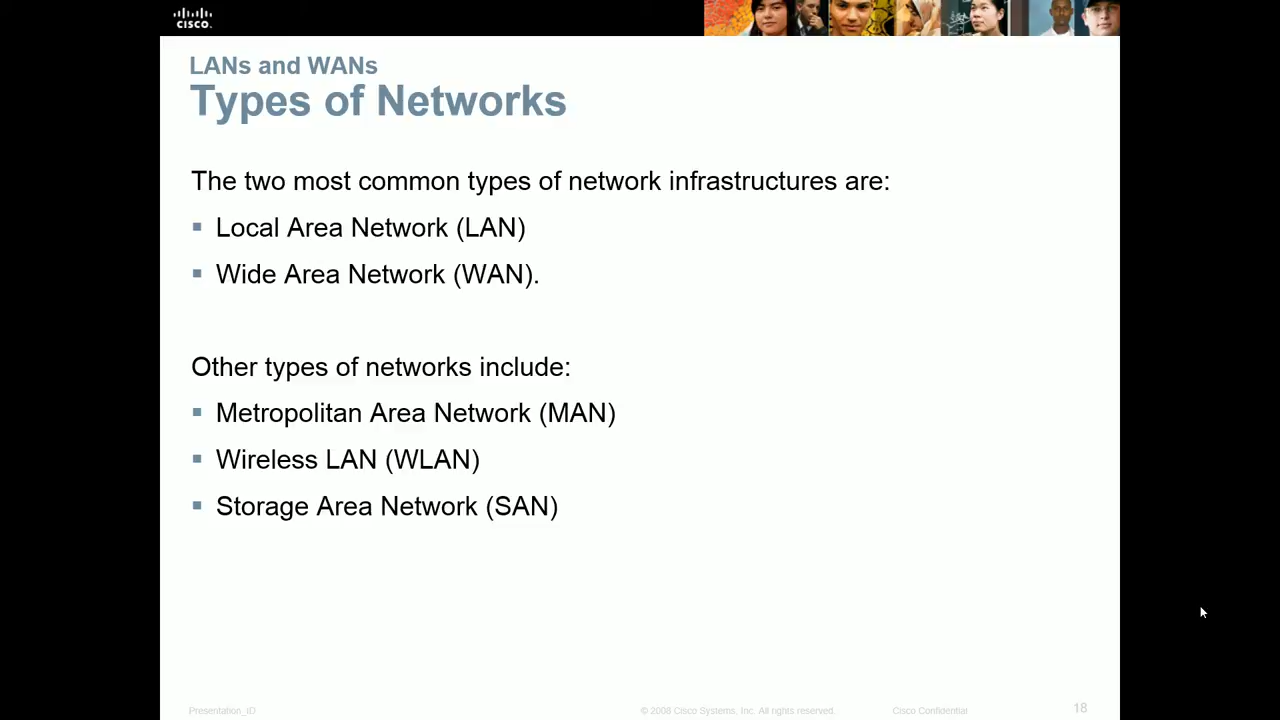 CISCO.
LANs and WANs
Types of Networks
The two most common types of network infrastructures are:
▪ Local Area Network (LAN)
▪ Wide Area Network (WAN).
Other types of networks include:
▪ Metropolitan Area Network (MAN)
▪ Wireless LAN (WLAN)
▪ Storage Area Network (SAN)
Presentation_ID © 2008 Cisco Systems, Inc. All rights reserved. Cisco Confidential 18